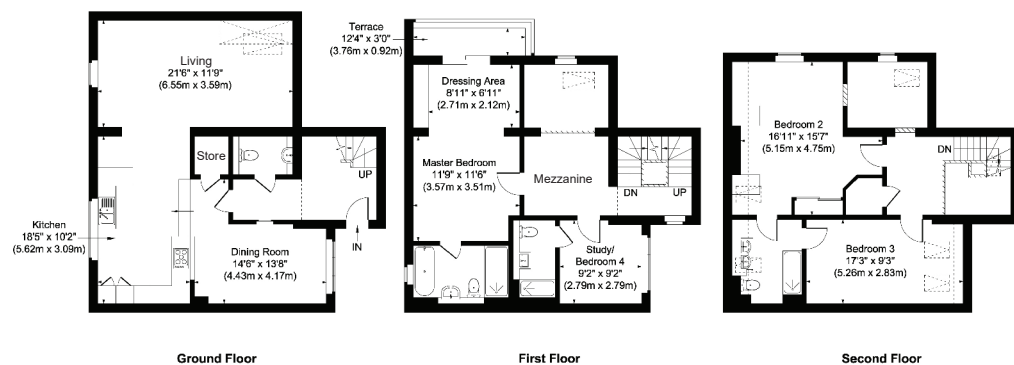 Living
21'6" x 11'9"
(6.55m x 3.59m)
Store
UP
IN
Kitchen
18'5" x 10'2"
(5.62m x 3.09m)
Dining Room
14'6" x 13'8"
(4.43m x 4.17m)
Ground Floor
Terrace
12'4" x 3'0"
(3.76m x 0.92m)
Dressing Area
8'11" x 6'11"
(2.71m x 2.12m)
Master Bedroom
11'9" x 11'6"
(3.57m x 3.51m)
Mezzanine
DN
UP
Study/
Bedroom 4
9'2" x 9'2"
(2.79m x 2.79m)
First Floor
Bedroom 2
16'11" x 15'7"
(5.15m x 4.75m)
DN
Bedroom 3
17'3" x 9'3"
(5.26m x 2.83m)
Second Floor